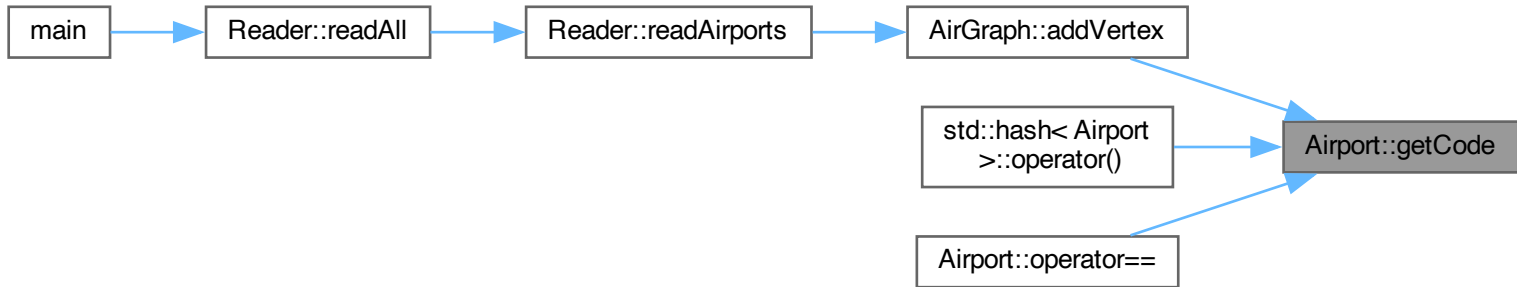 main
Reader::readAll
Reader::readAirports
AirGraph::addVertex
std::hash< Airport
>::operator()
Airport::getCode
Airport::operator==